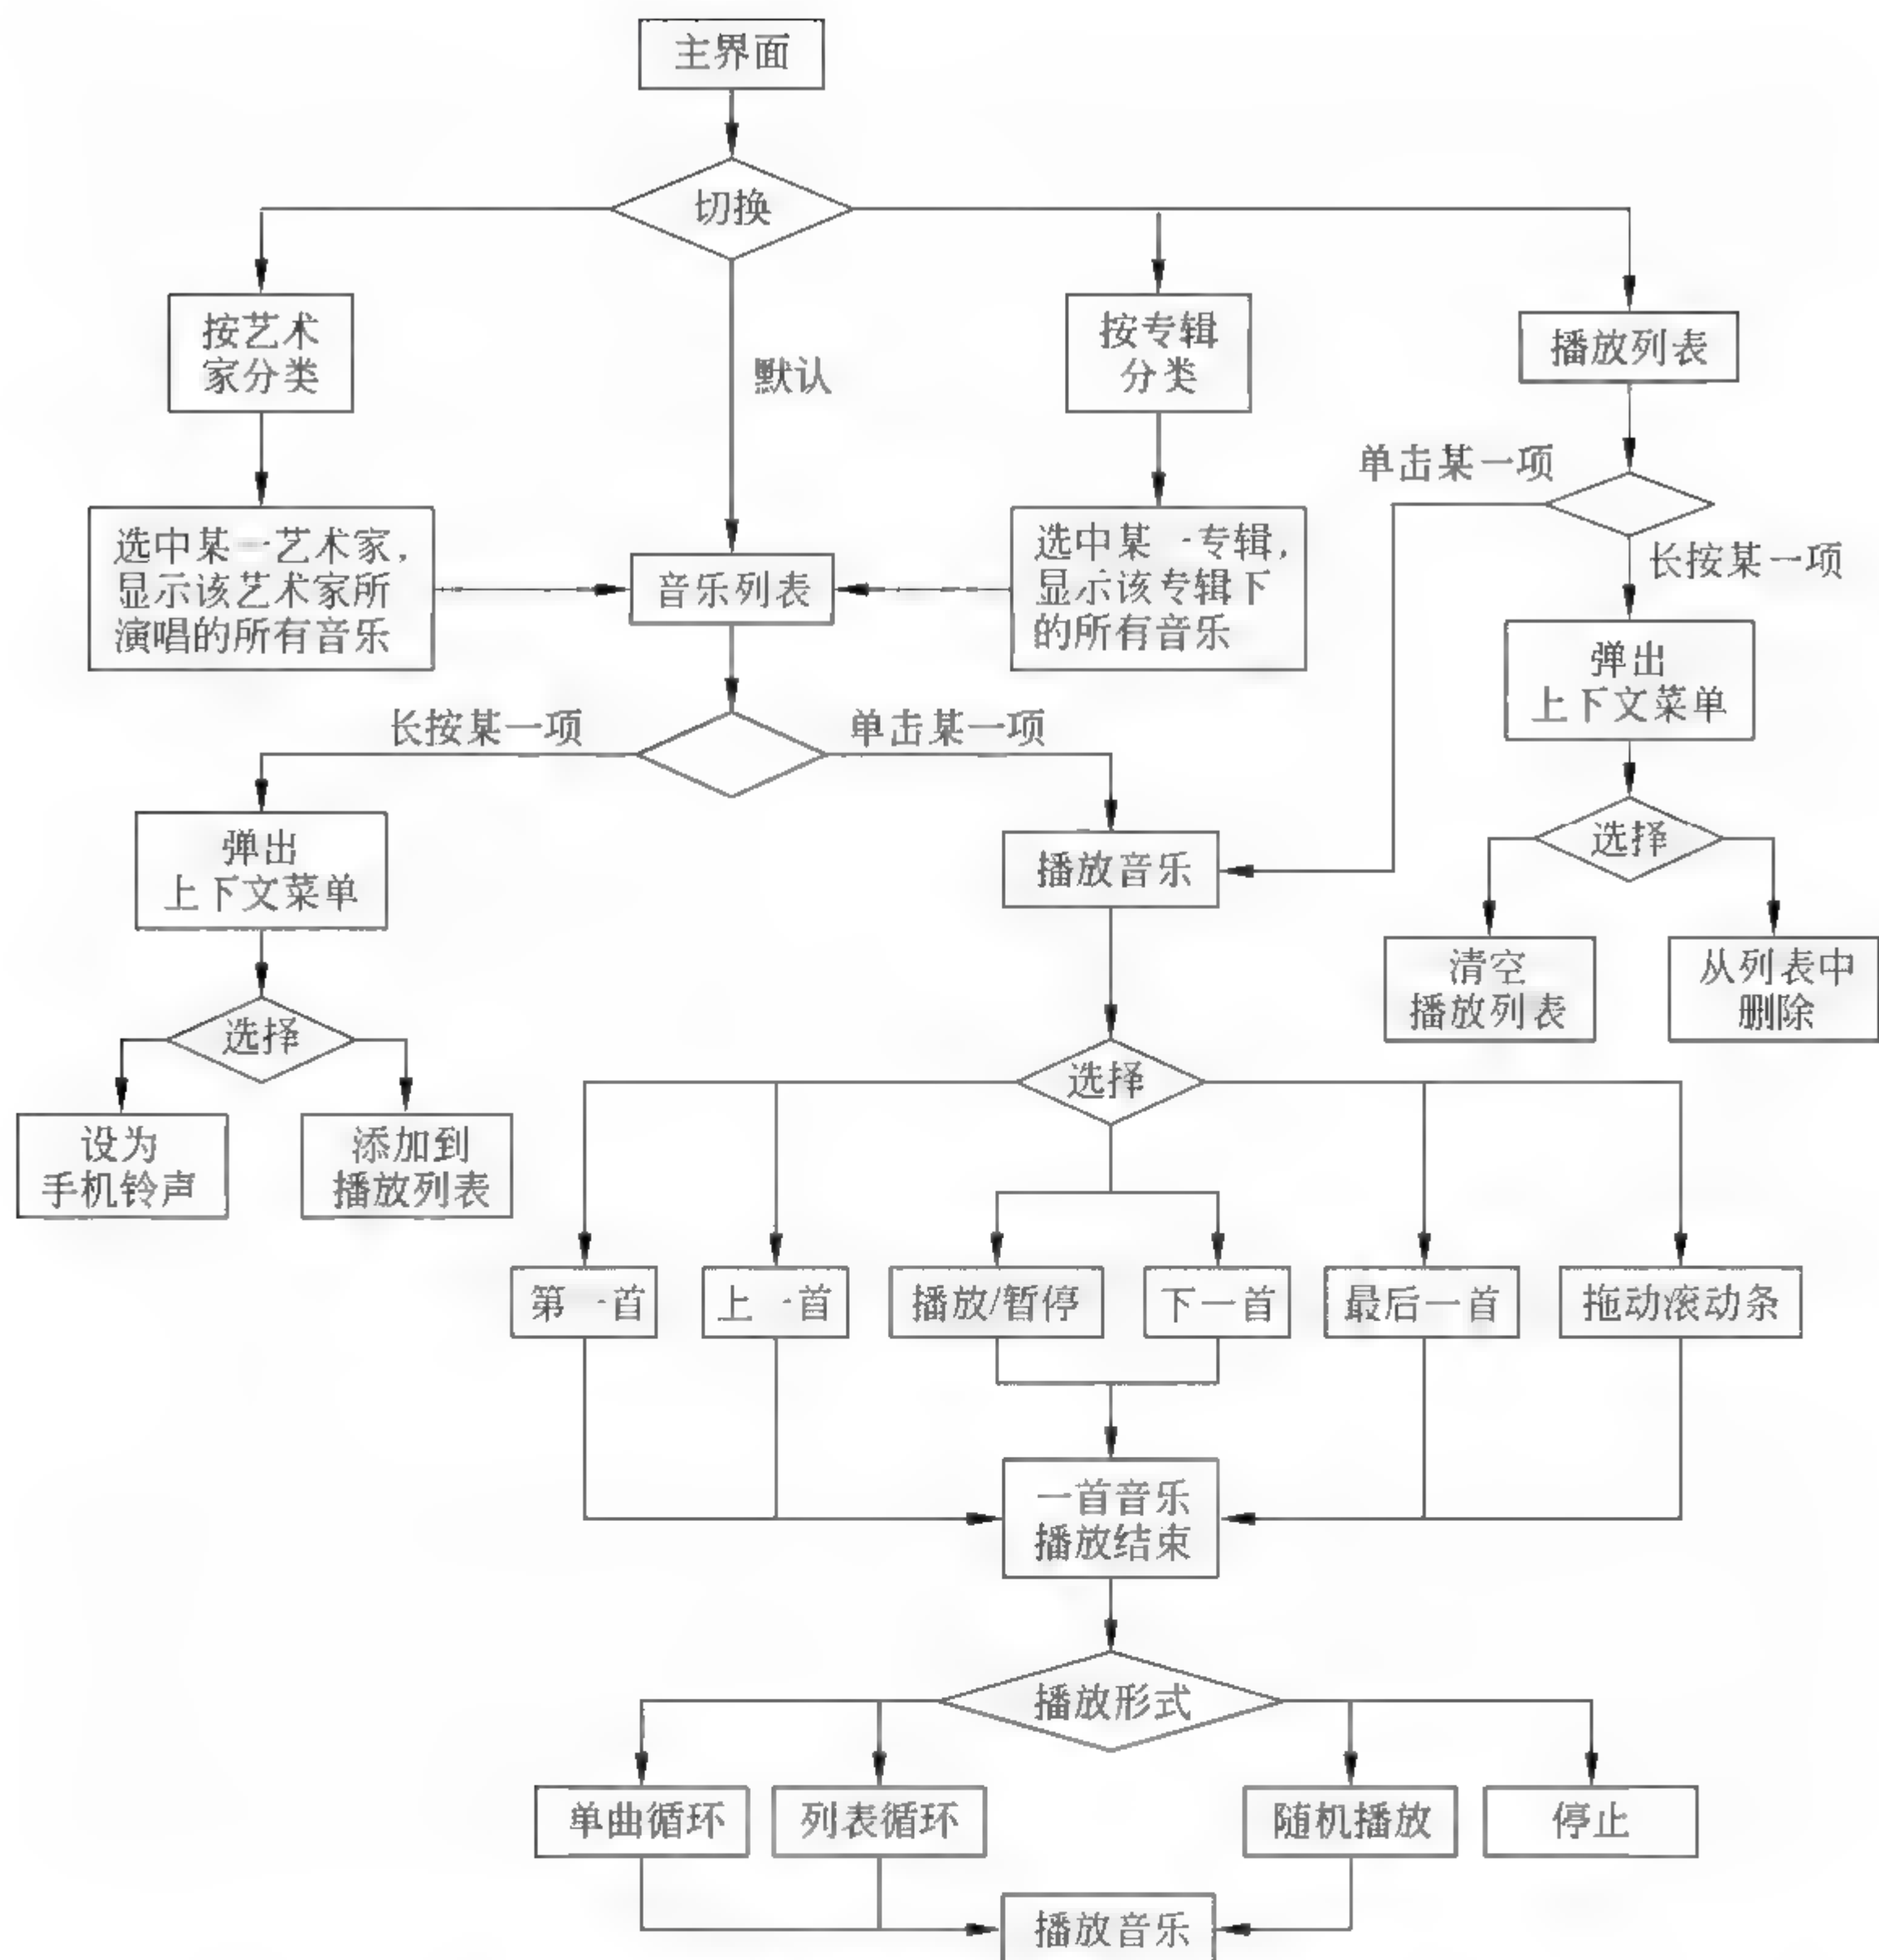 主界面
切换
按艺术
家分类
默认
按专辑
分类
播放列表
单击某一项
长按某一项
选中某一艺术家,
显示该艺术家所
演唱的所有音乐
音乐列表
选中某一专辑,
显示该专辑下
的所有音乐
弹出
上下文菜单
长按某一项
单击某一项
弹出
上下文菜单
播放音乐
选择
清空
播放列表
从列表中
删除
选择
设为
手机铃声
添加到
播放列表
选择
第一首
上一首
播放/暂停
下一首
最后一首
拖动滚动条
一首音乐
播放结束
播放形式
单曲循环
列表循环
随机播放
停止
播放音乐